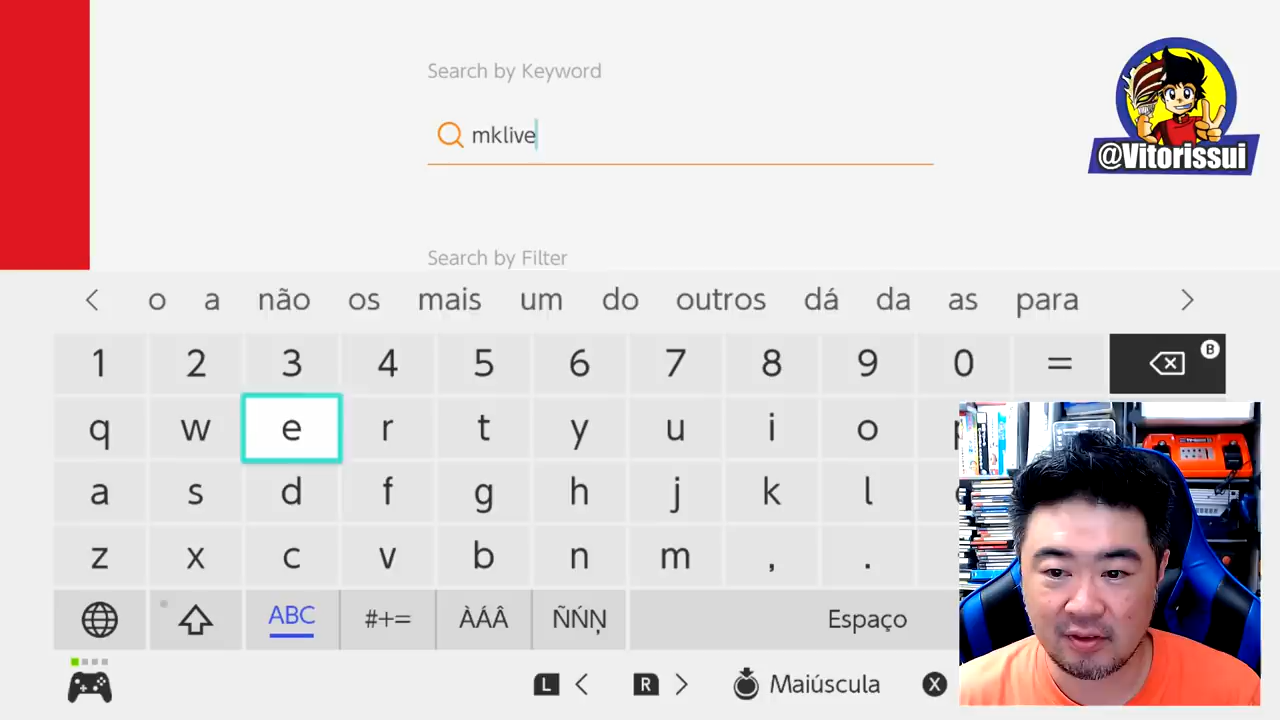 Search by Keyword
mklive
@Vitorissui
Search by Filter
o a não os mais um do outros dá da as para
1 2 3 4 5 6 7 8 9 0 = B
q w e r t y u i o
a s d f g h j k l
z x c v b n m , .
ABC #+= ÀÁÂ ÑŃŅ Espaço
L R Maiúscula X